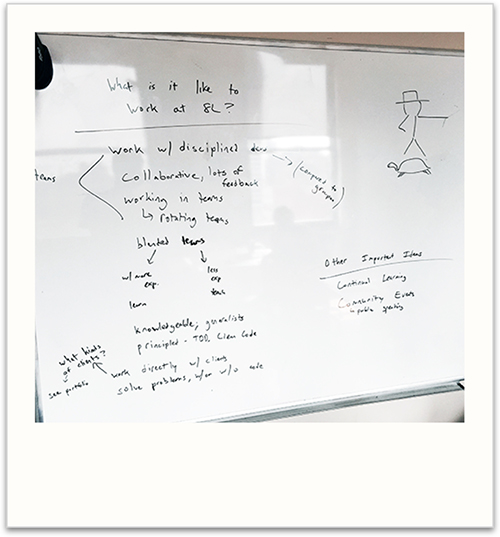 What is it like to
work at 8L?
Work w/ disciplined devs
(compared to
groupon)
teams
Collaborative, lots of
feedback
working in teams
↳ rotating teams
blended teams
w/ more
exp.
learn
less
exp
teach
knowledgeable; generalists
principled - TDD, Clean Code
what kinds
of clients?
see portfolio
work directly w/ clients
solve problems, w/ or w/o code
Other Important Ideas
Continual Learning
Community Events
↳ public speaking